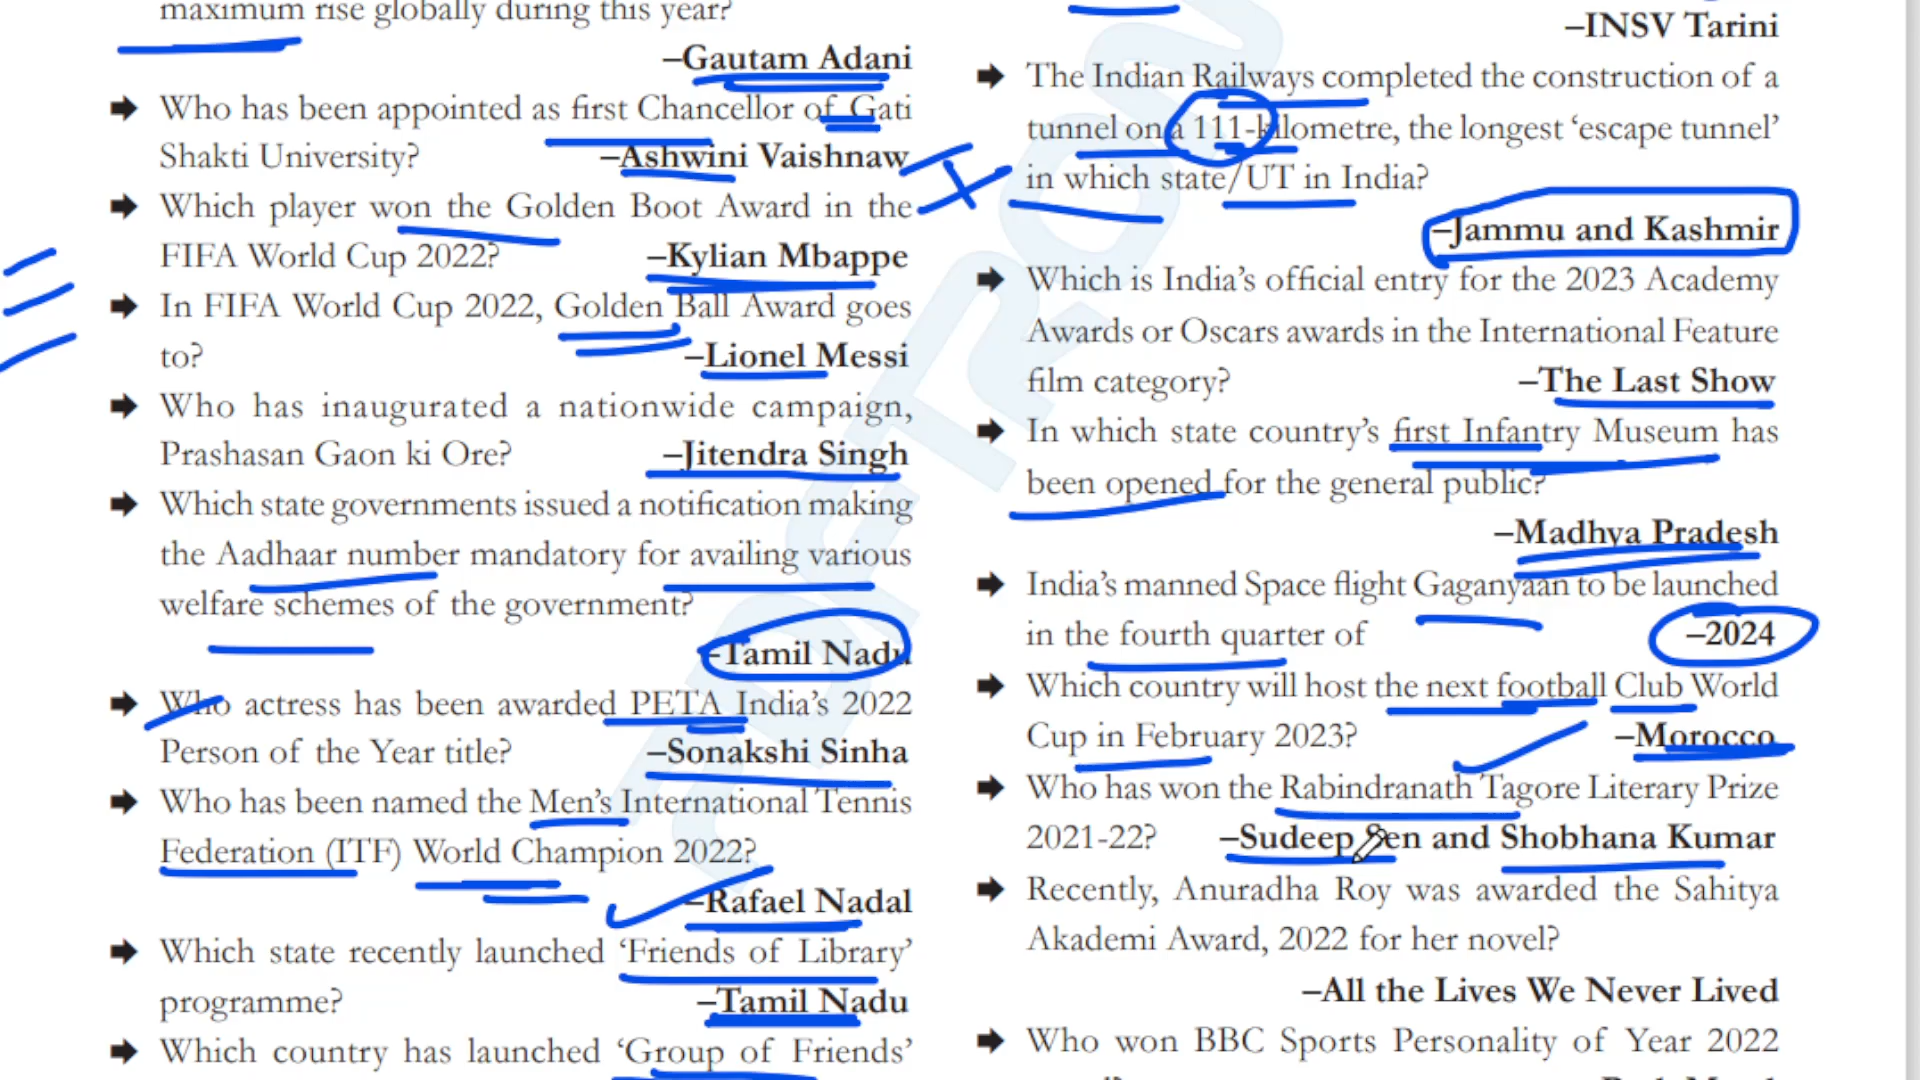 maximum rise globally during this year?
–Gautam Adani
Who has been appointed as first Chancellor of Gati
Shakti University? –Ashwini Vaishnaw
Which player won the Golden Boot Award in the
FIFA World Cup 2022? –Kylian Mbappe
In FIFA World Cup 2022, Golden Ball Award goes
to? –Lionel Messi
Who has inaugurated a nationwide campaign,
Prashasan Gaon ki Ore? –Jitendra Singh
Which state governments issued a notification making
the Aadhaar number mandatory for availing various
welfare schemes of the government?
–Tamil Nadu
Who actress has been awarded PETA India’s 2022
Person of the Year title? –Sonakshi Sinha
Who has been named the Men’s International Tennis
Federation (ITF) World Champion 2022?
–Rafael Nadal
Which state recently launched ‘Friends of Library’
programme? –Tamil Nadu
Which country has launched ‘Group of Friends’
–INSV Tarini
The Indian Railways completed the construction of a
tunnel on a 111-kilometre, the longest ‘escape tunnel’
in which state/UT in India?
–Jammu and Kashmir
Which is India’s official entry for the 2023 Academy
Awards or Oscars awards in the International Feature
film category? –The Last Show
In which state country’s first Infantry Museum has
been opened for the general public?
–Madhya Pradesh
India’s manned Space flight Gaganyaan to be launched
in the fourth quarter of –2024
Which country will host the next football Club World
Cup in February 2023? –Morocco
Who has won the Rabindranath Tagore Literary Prize
2021-22? –Sudeep Sen and Shobhana Kumar
Recently, Anuradha Roy was awarded the Sahitya
Akademi Award, 2022 for her novel?
–All the Lives We Never Lived
Who won BBC Sports Personality of Year 2022